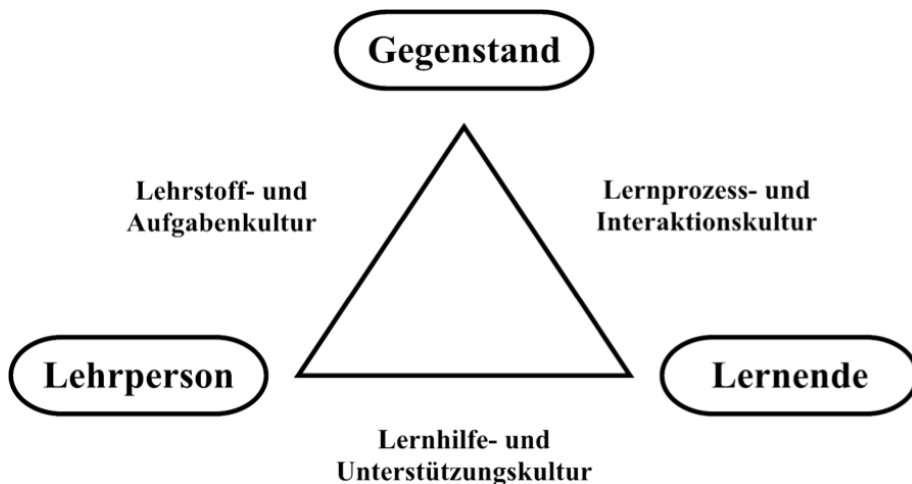 Gegenstand
Lehrstoff- und
Aufgabenkultur
Lernprozess- und
Interaktionskultur
Lehrperson
Lernende
Lernhilfe- und
Unterstützungskultur